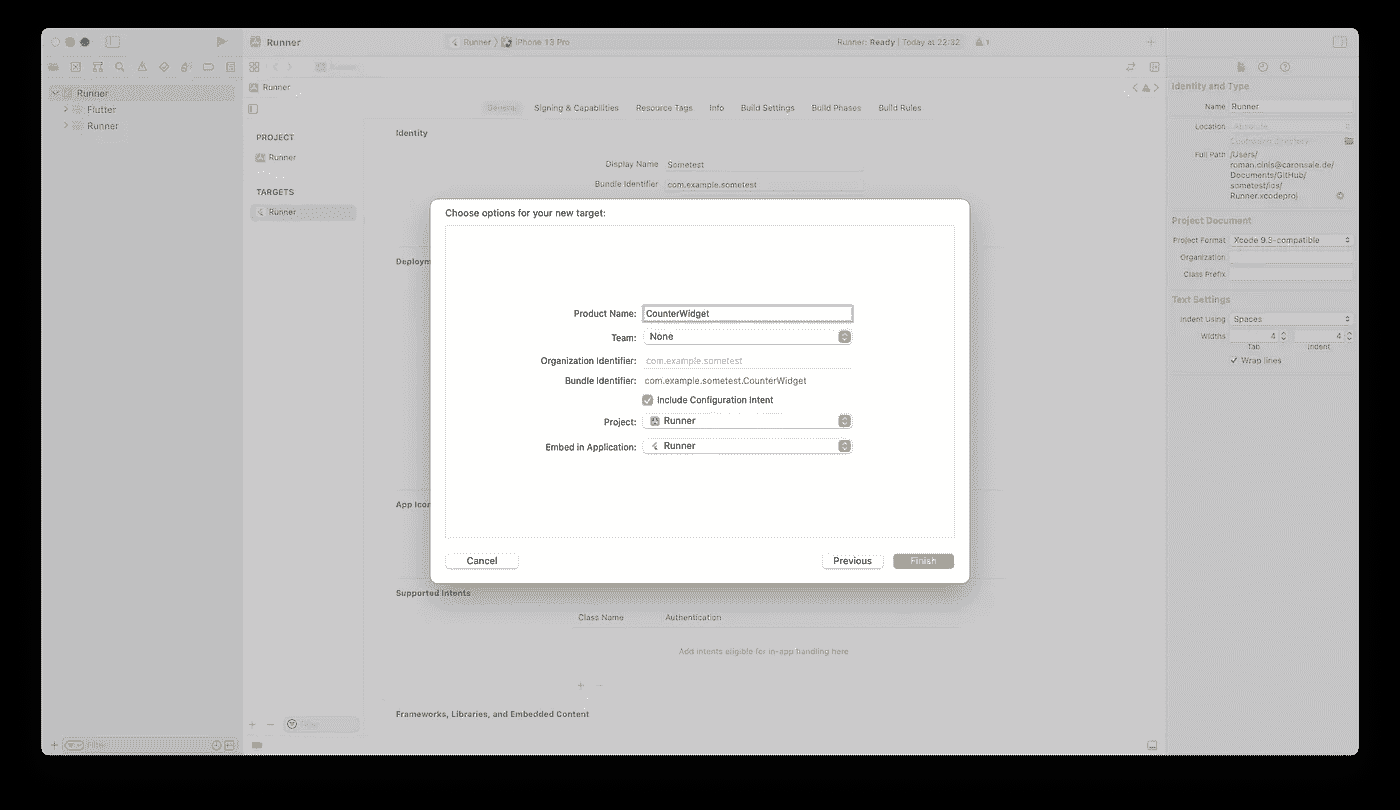 Runner
Runner
iPhone 13 Pro
Runner: Ready | Today at 22:32
1
Runner
Flutter
Runner
Runner
General
Signing & Capabilities
Resource Tags
Info
Build Settings
Build Phases
Build Rules
PROJECT
Runner
TARGETS
Runner
Identity
Display Name
Sometest
Bundle Identifier
com.example.sometest
Choose options for your new target:
Product Name:
CounterWidget
Team:
None
Organization Identifier:
com.example.sometest
Bundle Identifier:
com.example.sometest.CounterWidget
Include Configuration Intent
Project:
Runner
Embed in Application:
Runner
Cancel
Previous
Finish
Deploym
App Icon
Supported Intents
Class Name
Authentication
Add intents eligible for in-app handling here
Frameworks, Libraries, and Embedded Content
Filter
Identity and Type
Name
Runner
Location
Absolute
Full Path
/Users/
roman.cinis@caronsale.de/
Documents/GitHub/
sometest/ios/
Runner.xcodeproj
Project Document
Project Format
Xcode 9.3-compatible
Organization
Class Prefix
Text Settings
Indent Using
Spaces
Widths
4
4
Tab
Indent
Wrap lines